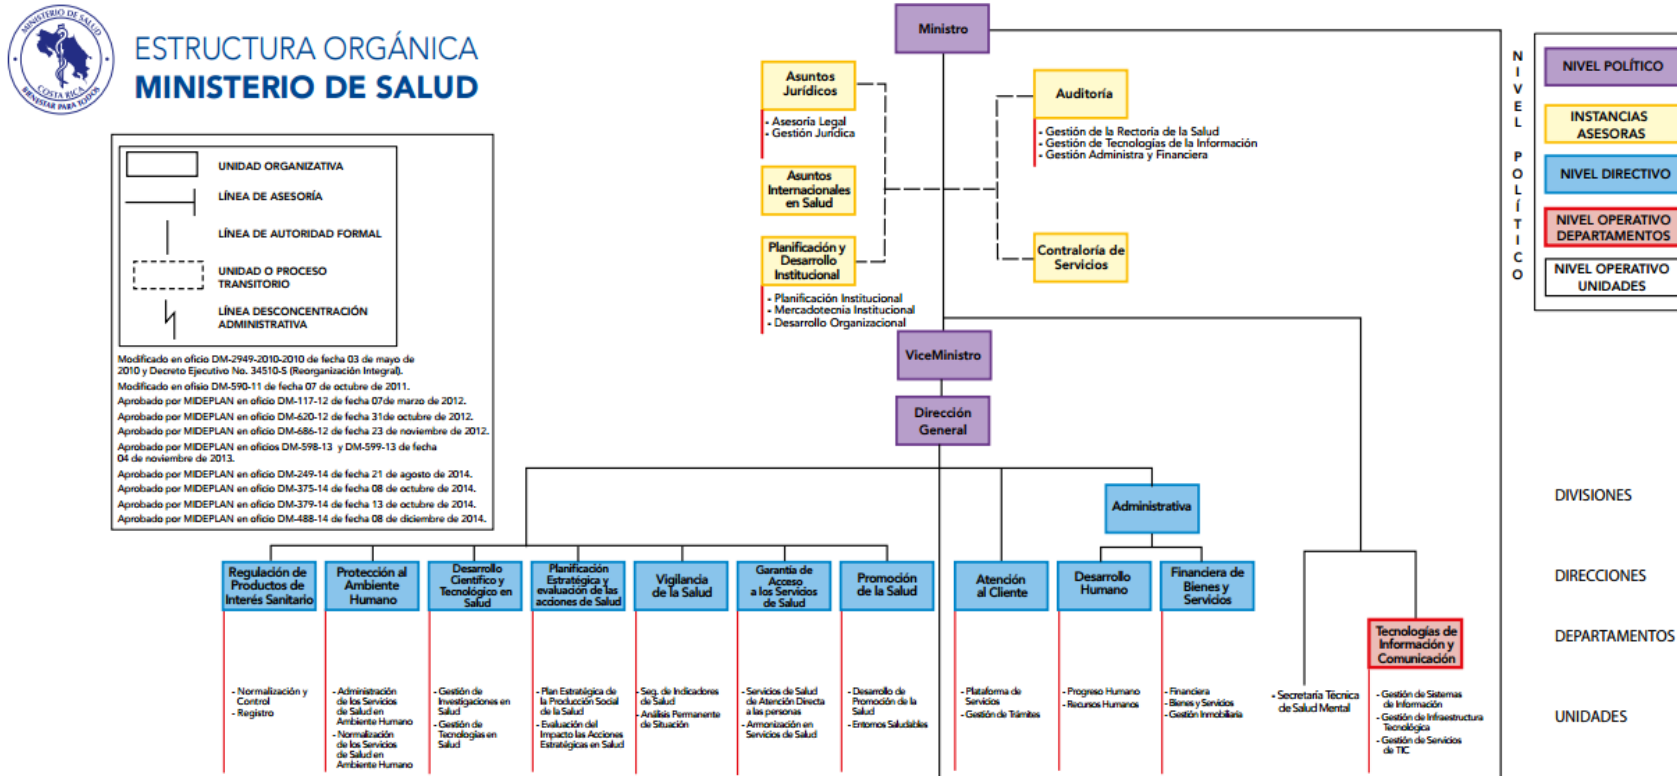 MINISTERIO DE SALUD
COSTA RICA
BIENESTAR PARA TODOS
ESTRUCTURA ORGÁNICA
MINISTERIO DE SALUD
UNIDAD ORGANIZATIVA
LÍNEA DE ASESORÍA
LÍNEA DE AUTORIDAD FORMAL
UNIDAD O PROCESO
TRANSITORIO
LÍNEA DESCONCENTRACIÓN
ADMINISTRATIVA
Modificado en oficio DM-2949-2010-2010 de fecha 03 de mayo de
2010 y Decreto Ejecutivo No. 34510-S (Reorganización Integral).
Modificado en ofisio DM-590-11 de fecha 07 de octubre de 2011.
Aprobado por MIDEPLAN en oficio DM-117-12 de fecha 07de marzo de 2012.
Aprobado por MIDEPLAN en oficio DM-620-12 de fecha 31de octubre de 2012.
Aprobado por MIDEPLAN en oficio DM-686-12 de fecha 23 de noviembre de 2012.
Aprobado por MIDEPLAN en oficios DM-598-13 y DM-599-13 de fecha
04 de noviembre de 2013.
Aprobado por MIDEPLAN en oficio DM-249-14 de fecha 21 de agosto de 2014.
Aprobado por MIDEPLAN en oficio DM-375-14 de fecha 08 de octubre de 2014.
Aprobado por MIDEPLAN en oficio DM-379-14 de fecha 13 de octubre de 2014.
Aprobado por MIDEPLAN en oficio DM-488-14 de fecha 08 de diciembre de 2014.
Ministro
Asuntos
Jurídicos
- Asesoría Legal
- Gestión Jurídica
Asuntos
Internacionales
en Salud
Planificación y
Desarrollo
Institucional
- Planificación Institucional
- Mercadotecnia Institucional
- Desarrollo Organizacional
Auditoría
- Gestión de la Rectoría de la Salud
- Gestión de Tecnologías de la Información
- Gestión Administra y Financiera
Contraloría de
Servicios
ViceMinistro
Dirección
General
NIVEL POLÍTICO
NIVEL POLÍTICO
INSTANCIAS
ASESORAS
NIVEL DIRECTIVO
NIVEL OPERATIVO
DEPARTAMENTOS
NIVEL OPERATIVO
UNIDADES
DIVISIONES
Administrativa
DIRECCIONES
Regulación de
Productos de
Interés Sanitario
- Normalización y
Control
- Registro
Protección al
Ambiente
Humano
- Administración
de los Servicios
de Salud en
Ambiente Humano
- Normalización
de los Servicios
de Salud en
Ambiente Humano
Desarrollo
Científico y
Tecnológico en
Salud
- Gestión de
Investigaciones en
Salud
- Gestión de
Tecnologías en
Salud
Planificación
Estratégica y
evaluación de las
acciones de Salud
- Plan Estratégica de
la Producción Social
de la Salud
- Evaluación del
Impacto las Acciones
Estratégicas en Salud
Vigilancia
de la Salud
- Seg. de Indicadores
de Salud
- Análisis Permanente
de Situación
Garantía de
Acceso
a los Servicios
de Salud
- Servicios de Salud
de Atención Directa
a las personas
- Armonización en
Servicios de Salud
Promoción
de la Salud
- Desarrollo de
Promoción de la
Salud
- Entornos Saludables
Atención
al Cliente
- Plataforma de
Servicios
- Gestión de Trámites
Desarrollo
Humano
- Progreso Humano
- Recursos Humanos
Financiera de
Bienes y
Servicios
- Financiera
- Bienes y Servicios
- Gestión Inmobiliaria
- Secretaría Técnica
de Salud Mental
DEPARTAMENTOS
Tecnologías de
Información y
Comunicación
- Gestión de Sistemas
de Información
- Gestión de Infraestructura
Tecnológica
- Gestión de Servicios
de TIC
UNIDADES